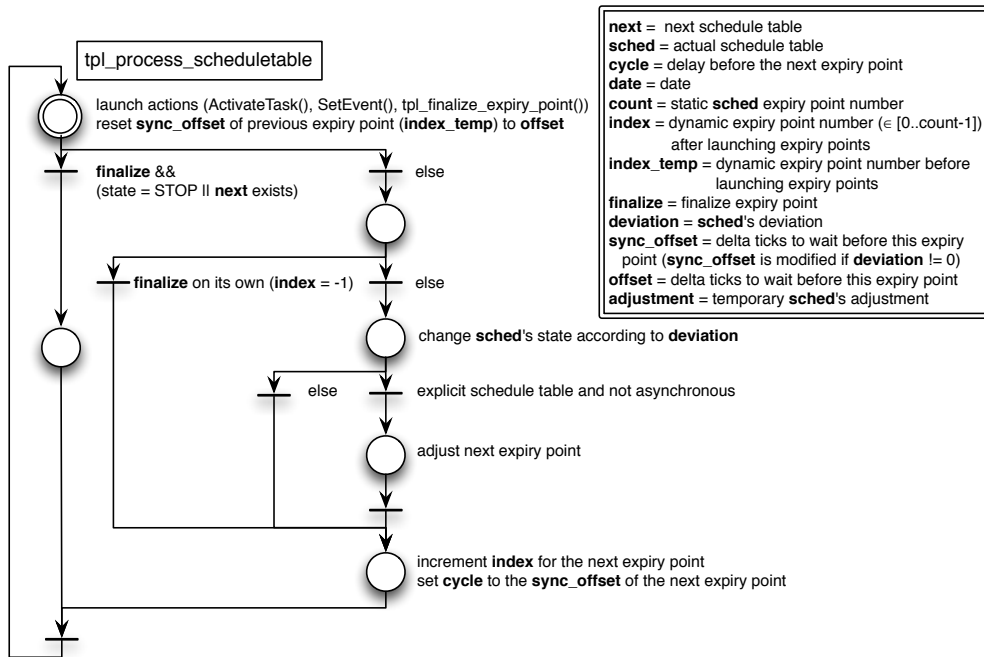 tpl_process_scheduletable
launch actions (ActivateTask(), SetEvent(), tpl_finalize_expiry_point())
reset sync_offset of previous expiry point (index_temp) to offset
finalize &&
(state = STOP || next exists)
else
finalize on its own (index = -1)
else
change sched's state according to deviation
else
explicit schedule table and not asynchronous
adjust next expiry point
increment index for the next expiry point
set cycle to the sync_offset of the next expiry point
next = next schedule table
sched = actual schedule table
cycle = delay before the next expiry point
date = date
count = static sched expiry point number
index = dynamic expiry point number (∈ [0..count-1])
after launching expiry points
index_temp = dynamic expiry point number before
launching expiry points
finalize = finalize expiry point
deviation = sched's deviation
sync_offset = delta ticks to wait before this expiry
point (sync_offset is modified if deviation != 0)
offset = delta ticks to wait before this expiry point
adjustment = temporary sched's adjustment